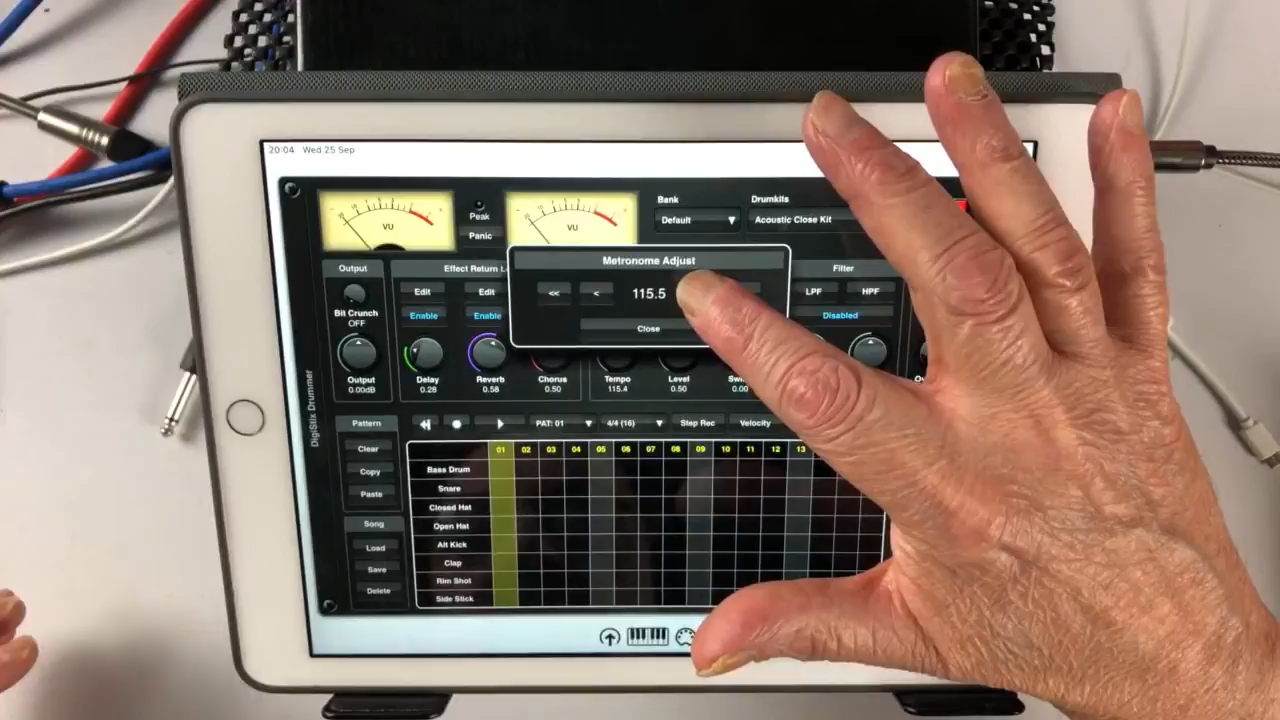 20:04 Wed 25 Sep
VU
Peak
Panic
VU
Bank
Default
Drumkits
Acoustic Close Kit
Metronome Adjust
<< < 115.5
Close
Output
Bit Crunch
OFF
Output
0.00dB
Effect Return
Edit Edit
Enable Enable
Delay
0.28
Reverb
0.58
Chorus
0.50
Tempo
115.4
Level
0.50
0.00
Filter
LPF HPF
Disabled
DigiStix Drummer
Pattern
Clear
Copy
Paste
Song
Load
Save
Delete
PAT: 01 4/4 (16) Step Rec Velocity
01 02 03 04 05 06 07 08 09 10 11 12 13
Bass Drum
Snare
Closed Hat
Open Hat
Alt Kick
Clap
Rim Shot
Side Stick